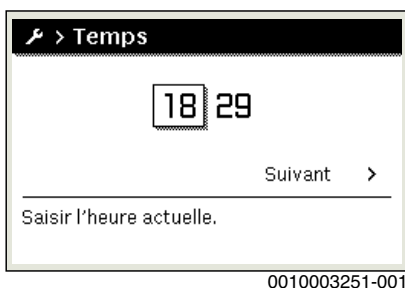 > Temps
18 29
Suivant >
Saisir l'heure actuelle.
0010003251-001